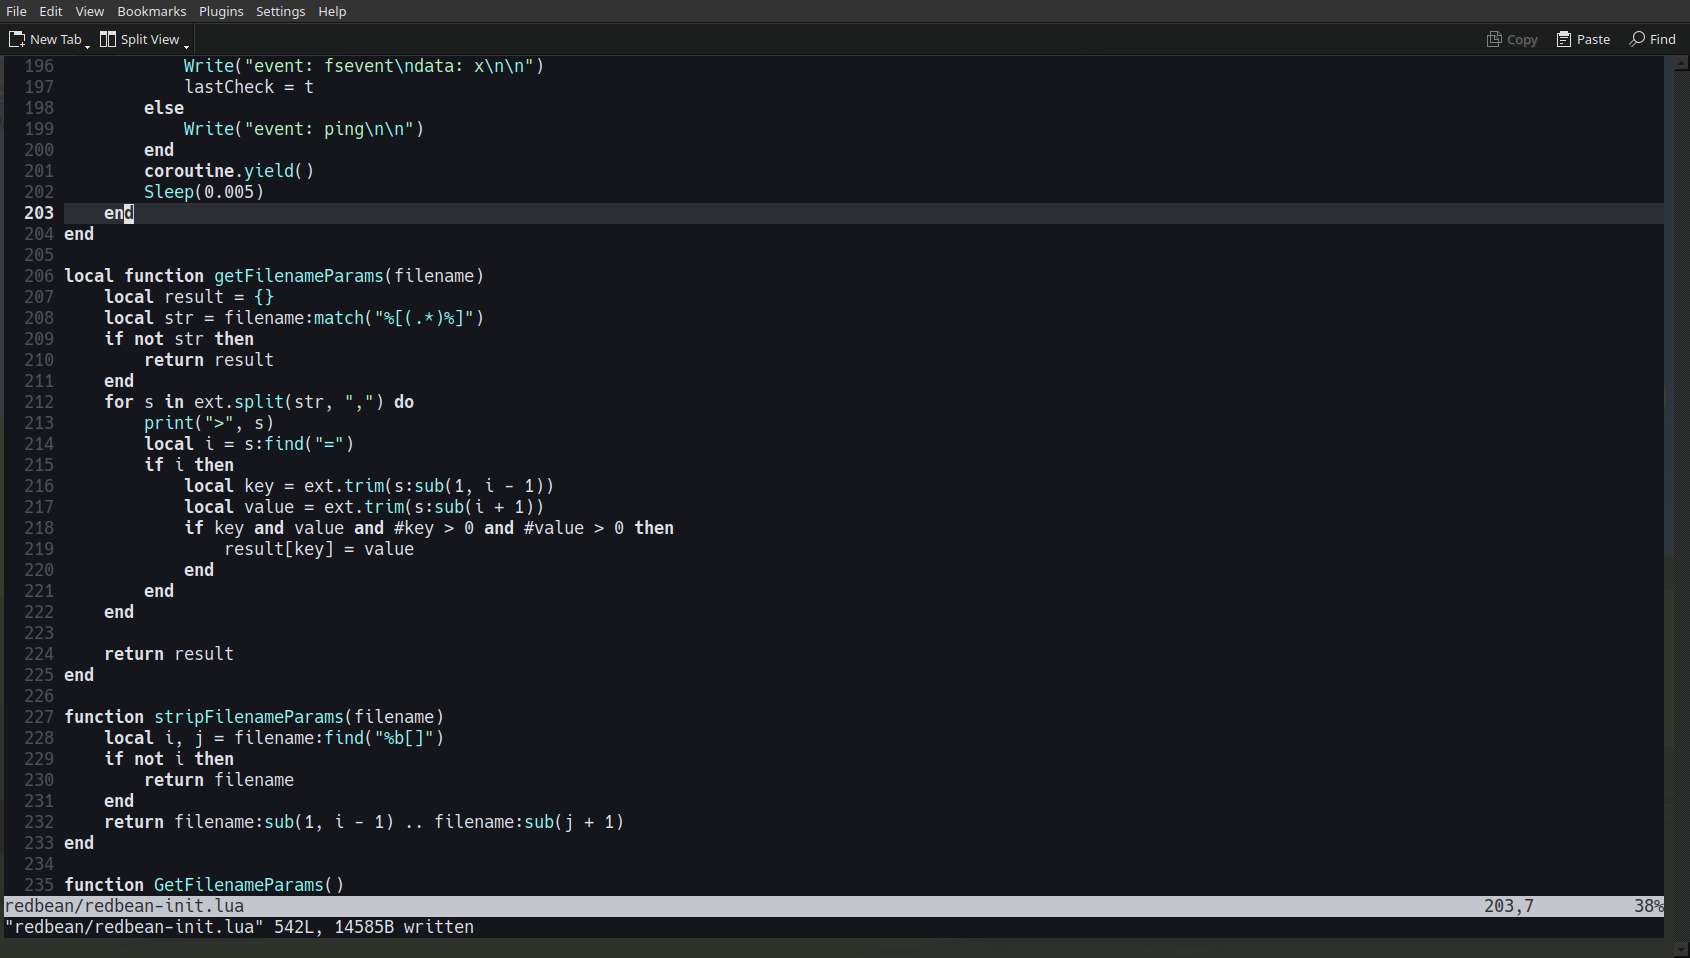 File Edit View Bookmarks Plugins Settings Help
New Tab Split View Copy Paste Find
196             Write("event: fsevent\ndata: x\n\n")
197             lastCheck = t
198         else
199             Write("event: ping\n\n")
200         end
201         coroutine.yield()
202         Sleep(0.005)
203     end
204 end
205
206 local function getFilenameParams(filename)
207     local result = {}
208     local str = filename:match("%[(.*)%]")
209     if not str then
210         return result
211     end
212     for s in ext.split(str, ",") do
213         print(">", s)
214         local i = s:find("=")
215         if i then
216             local key = ext.trim(s:sub(1, i - 1))
217             local value = ext.trim(s:sub(i + 1))
218             if key and value and #key > 0 and #value > 0 then
219                 result[key] = value
220             end
221         end
222     end
223
224     return result
225 end
226
227 function stripFilenameParams(filename)
228     local i, j = filename:find("%b[]")
229     if not i then
230         return filename
231     end
232     return filename:sub(1, i - 1) .. filename:sub(j + 1)
233 end
234
235 function GetFilenameParams()
redbean/redbean-init.lua 203,7 38%
"redbean/redbean-init.lua" 542L, 14585B written